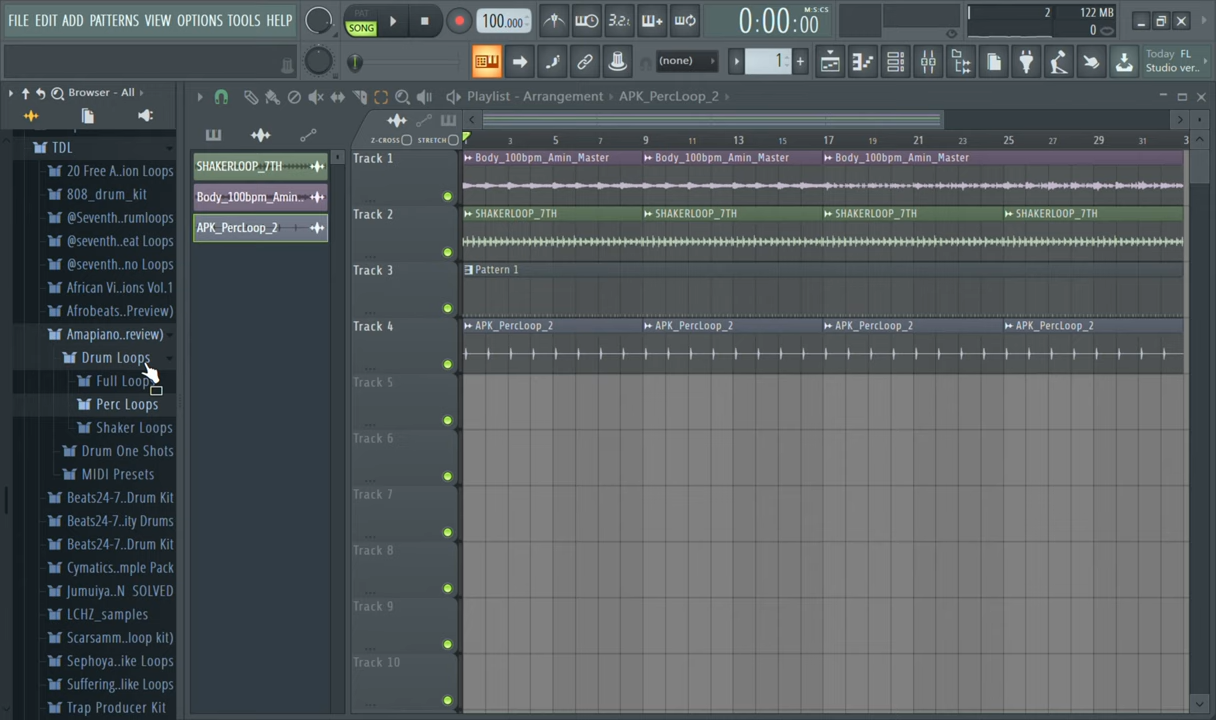 FILE EDIT ADD PATTERNS VIEW OPTIONS TOOLS HELP
PAT
SONG
100.000
3.2.
0:00:00
M:S:CS
2
122 MB
0
(none)
1
Today FL
Studio ver..
Browser - All
Playlist - Arrangement
APK_PercLoop_2
Z-CROSS
STRETCH
3 5 7 9 11 13 15 17 19 21 23 25 27 29 31 3
TDL
20 Free A..ion Loops
808_drum_kit
@Seventh..rumloops
@seventh..eat Loops
@seventh..no Loops
African Vi..ions Vol.1
Afrobeats..Preview)
Amapiano..review)
Drum Loops
Full Loops
Perc Loops
Shaker Loops
Drum One Shots
MIDI Presets
Beats24-7..Drum Kit
Beats24-7..ity Drums
Beats24-7..Drum Kit
Cymatics..mple Pack
Jumuiya..N SOLVED
LCHZ_samples
Scarsamm..loop kit)
Sephoya..ike Loops
Suffering..like Loops
Trap Producer Kit
SHAKERLOOP_7TH
Body_100bpm_Amin..
APK_PercLoop_2
Track 1
Body_100bpm_Amin_Master
Body_100bpm_Amin_Master
Body_100bpm_Amin_Master
Track 2
SHAKERLOOP_7TH
SHAKERLOOP_7TH
SHAKERLOOP_7TH
SHAKERLOOP_7TH
Track 3
Pattern 1
Track 4
APK_PercLoop_2
APK_PercLoop_2
APK_PercLoop_2
APK_PercLoop_2
Track 5
Track 6
Track 7
Track 8
Track 9
Track 10